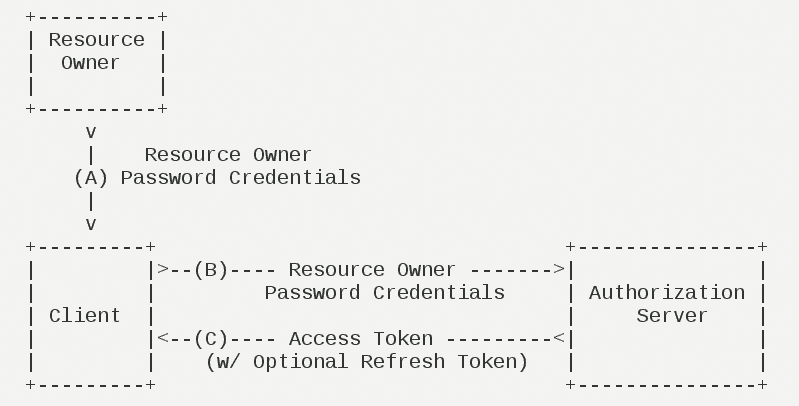 +----------+
| Resource |
|  Owner   |
|          |
+----------+
     v
     |    Resource Owner
    (A) Password Credentials
     |
     v
+---------+                                  +---------------+
|         |>--(B)---- Resource Owner ------->|               |
|         |         Password Credentials     | Authorization |
| Client  |                                  |     Server    |
|         |<--(C)---- Access Token ---------<|               |
|         |    (w/ Optional Refresh Token)   |               |
+---------+                                  +---------------+